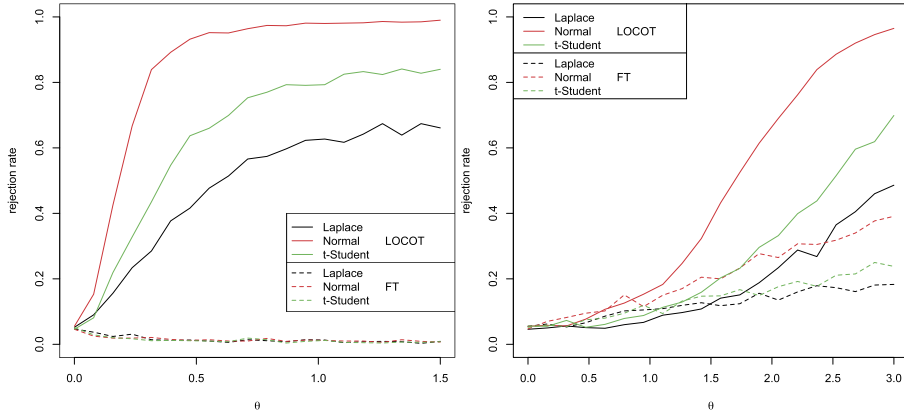 1.0
0.8
0.6
0.4
0.2
0.0
rejection rate
0.0
0.5
1.0
1.5
θ
Laplace
Normal LOCOT
t-Student
Laplace
Normal FT
t-Student
1.0
0.8
0.6
0.4
0.2
0.0
rejection rate
0.0
0.5
1.0
1.5
2.0
2.5
3.0
θ
Laplace
Normal LOCOT
t-Student
Laplace
Normal FT
t-Student